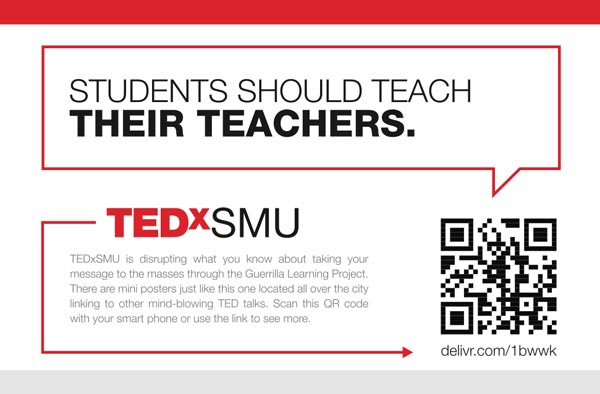 STUDENTS SHOULD TEACH
THEIR TEACHERS.
TEDxSMU
TEDxSMU is disrupting what you know about taking your
message to the masses through the Guerrilla Learning Project.
There are mini posters just like this one located all over the city
linking to other mind-blowing TED talks. Scan this QR code
with your smart phone or use the link to see more.
delivr.com/1bwwk